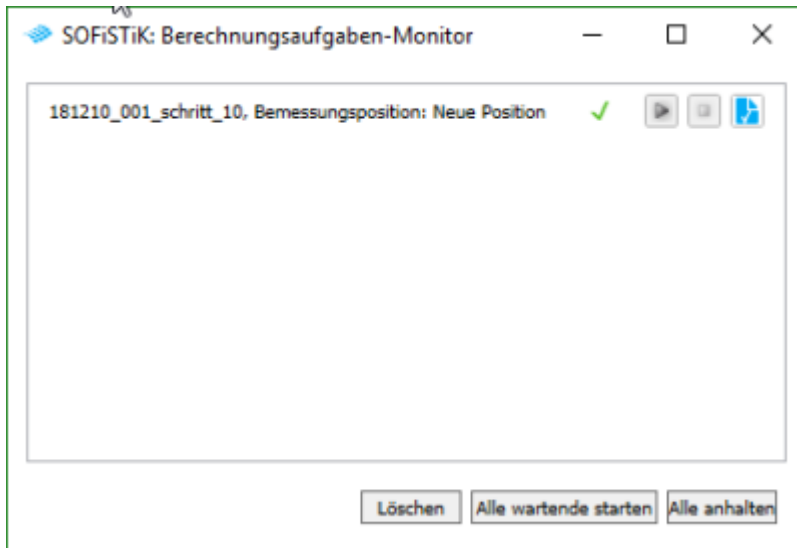 SOFiSTiK: Berechnungsaufgaben-Monitor
181210_001_schritt_10, Bemessungsposition: Neue Position
Löschen Alle wartende starten Alle anhalten